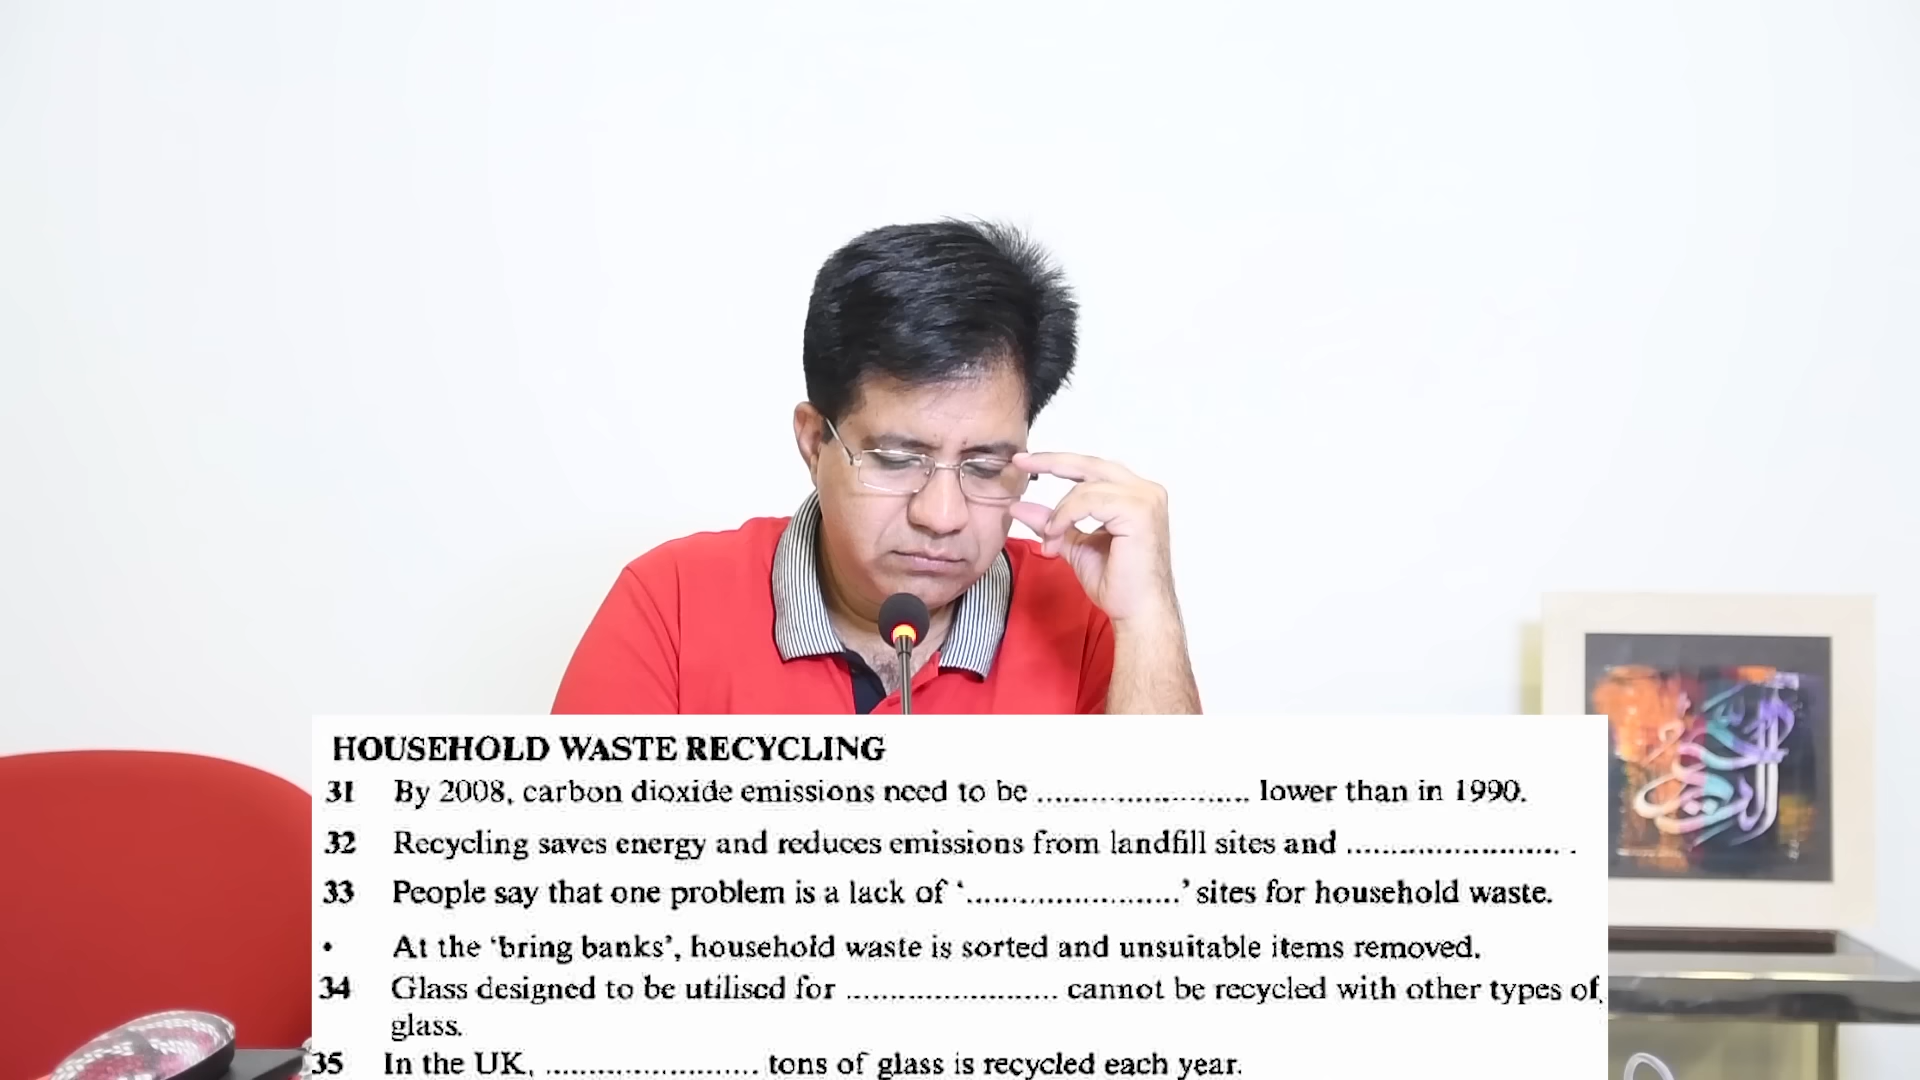 HOUSEHOLD WASTE RECYCLING
31 By 2008, carbon dioxide emissions need to be ........................ lower than in 1990.
32 Recycling saves energy and reduces emissions from landfill sites and ........................ .
33 People say that one problem is a lack of ‘........................’ sites for household waste.
• At the ‘bring banks’, household waste is sorted and unsuitable items removed.
34 Glass designed to be utilised for ........................ cannot be recycled with other types of
glass.
35 In the UK, ........................ tons of glass is recycled each year.